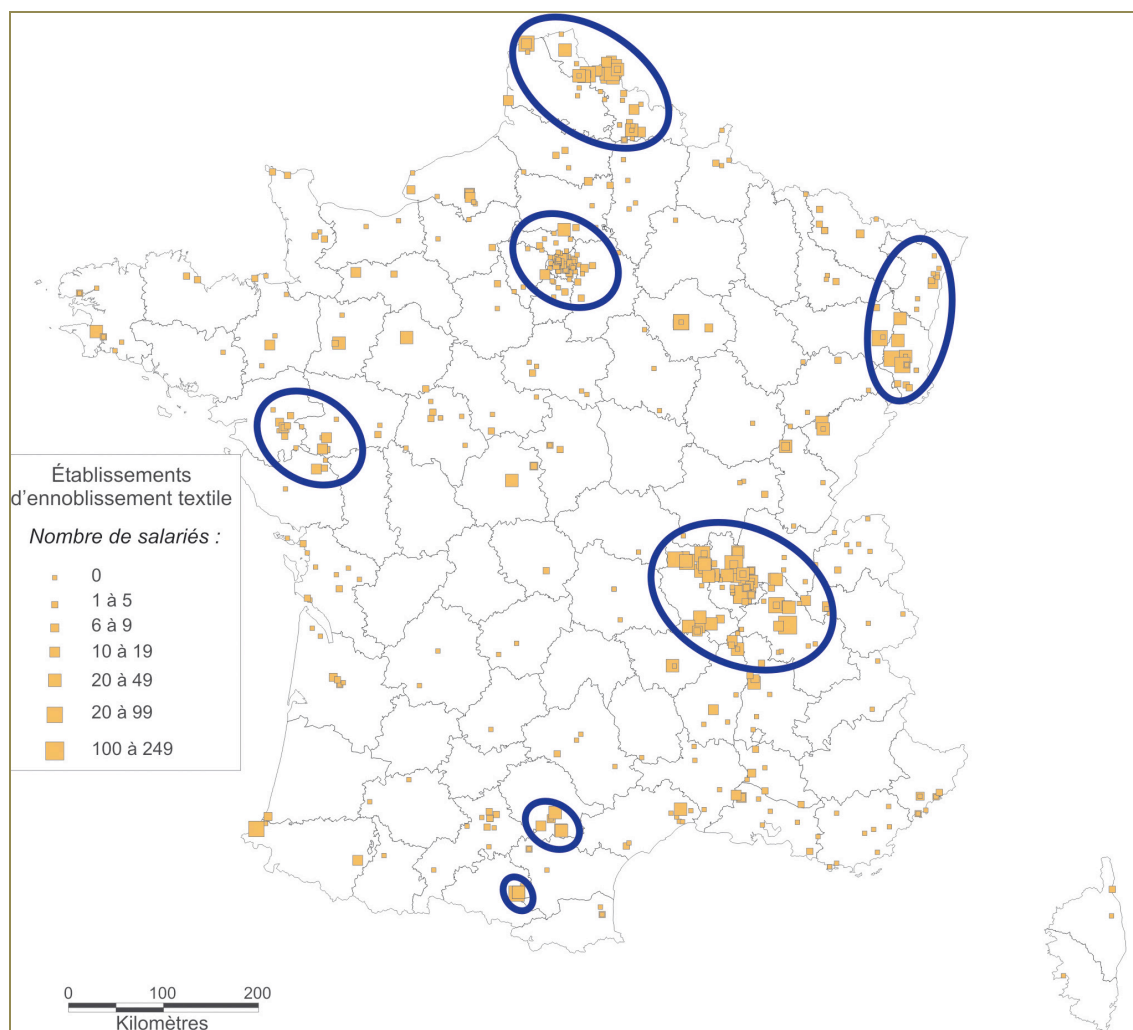 Établissements
d'ennoblissement textile
Nombre de salariés :
0
1 à 5
6 à 9
10 à 19
20 à 49
20 à 99
100 à 249
0 100 200
Kilomètres